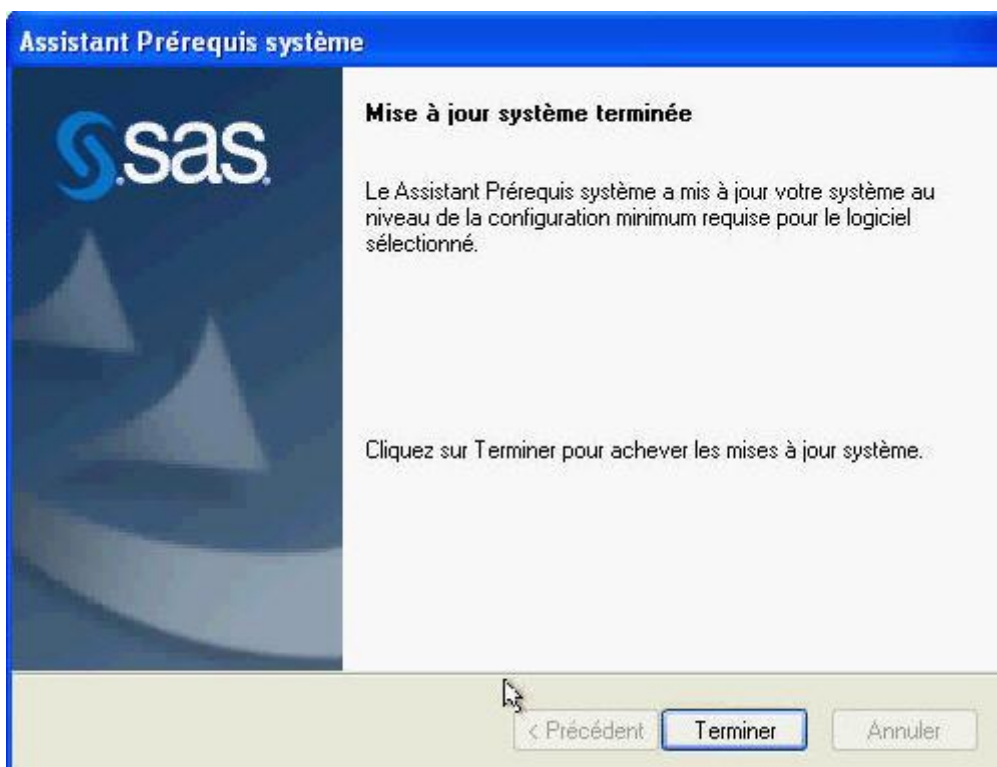 Assistant Prérequis système
sas
Mise à jour système terminée
Le Assistant Prérequis système a mis à jour votre système au
niveau de la configuration minimum requise pour le logiciel
sélectionné.
Cliquez sur Terminer pour achever les mises à jour système.
< Précédent
Terminer
Annuler